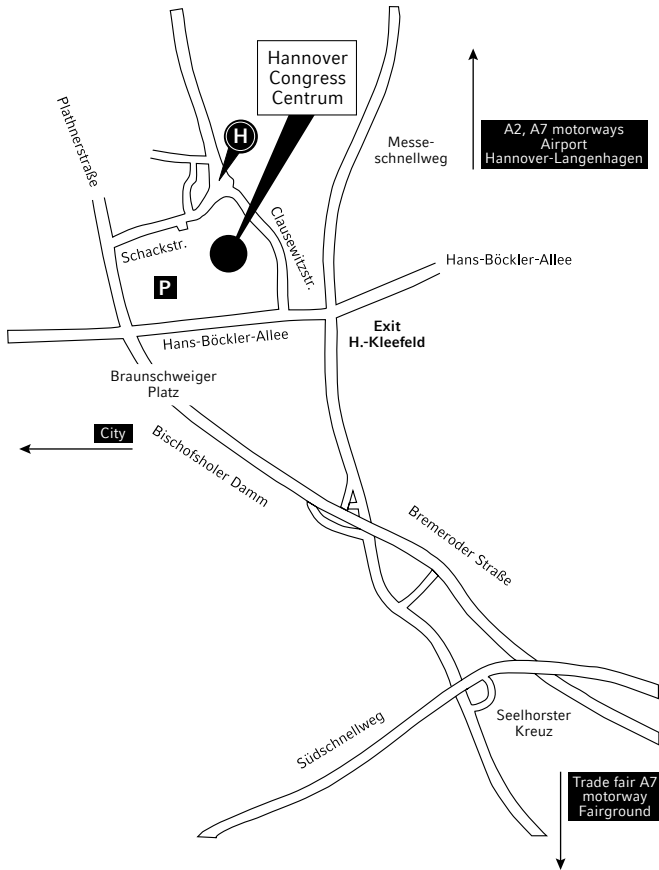 Hannover
Congress
Centrum
Plathnerstraße
H
Messe-
schnellweg
A2, A7 motorways
Airport
Hannover-Langenhagen
Schackstr.
Clausewitzstr.
Hans-Böckler-Allee
P
Hans-Böckler-Allee
Exit
H.-Kleefeld
Braunschweiger
Platz
City
Bischofsholer Damm
Bremeroder Straße
Südschnellweg
Seelhorster
Kreuz
Trade fair A7
motorway
Fairground